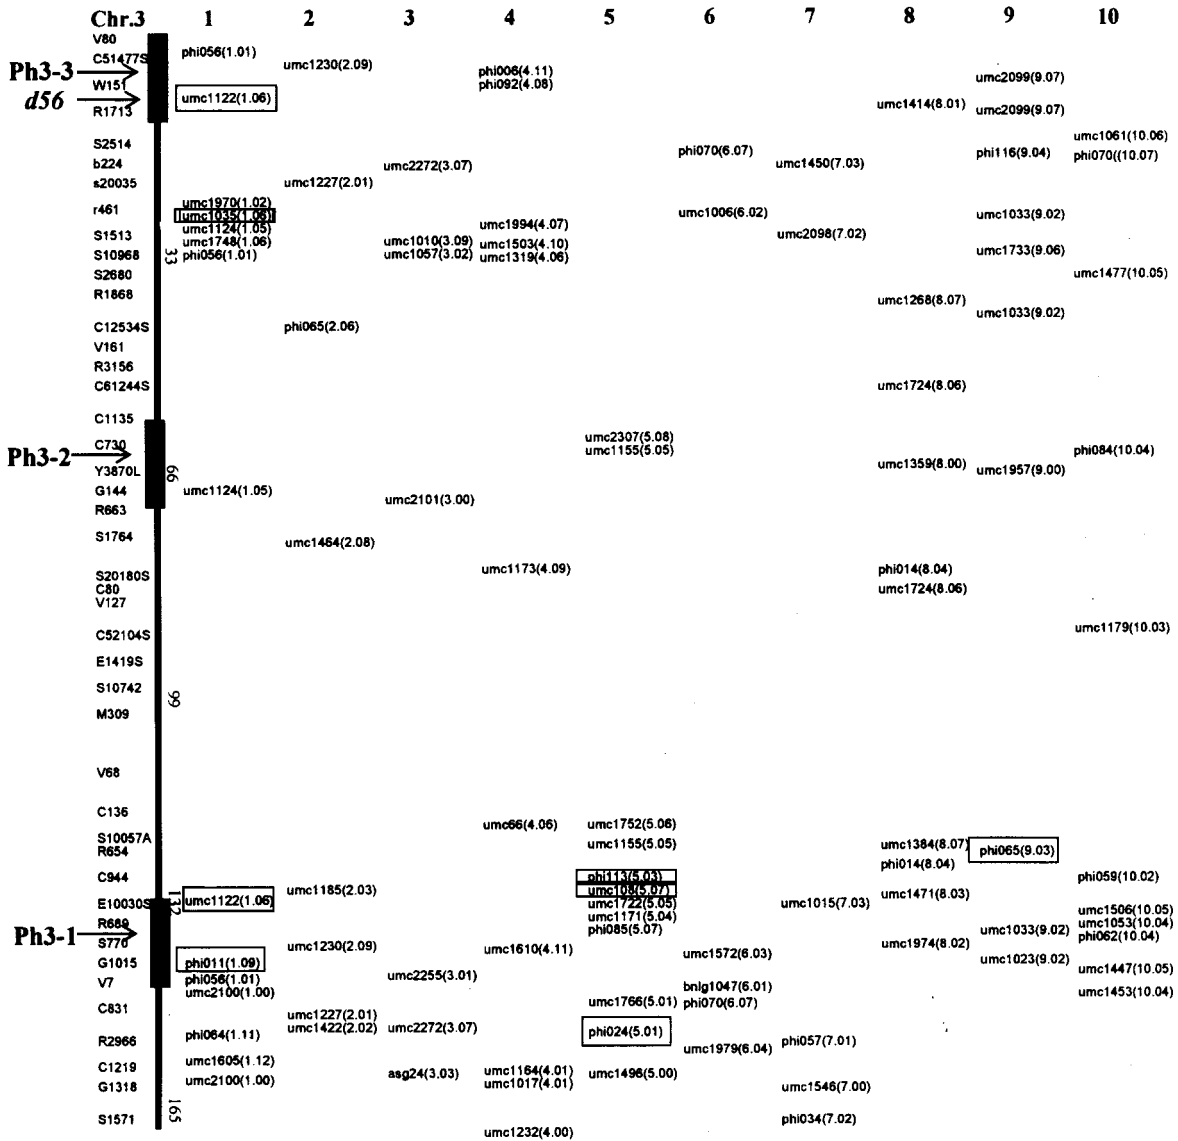 Chr.3 1 2 3 4 5 6 7 8 9 10
V80
phi056(1.01)
C51477S
umc1230(2.09)
Ph3-3
phi006(4.11)
umc2099(9.07)
W151
phi092(4.08)
d56
umc1122(1.06)
umc1414(8.01)
R1713
umc2099(9.07)
umc1061(10.06)
S2514
phi070(6.07)
phi116(9.04)
phi070((10.07)
b224
umc2272(3.07)
umc1450(7.03)
s20035
umc1227(2.01)
umc1970(1.02)
r461
umc1035(1.06)
umc1006(6.02)
umc1033(9.02)
umc1124(1.05)
umc1994(4.07)
S1513
umc1748(1.06)
umc1010(3.09)
umc1503(4.10)
umc2098(7.02)
S10968
33
phi056(1.01)
umc1057(3.02)
umc1319(4.06)
umc1733(9.06)
S2680
umc1477(10.05)
R1868
umc1268(8.07)
umc1033(9.02)
C12534S
phi065(2.06)
V161
R3156
C61244S
umc1724(8.06)
C1135
umc2307(5.08)
C730
umc1155(5.05)
phi084(10.04)
Ph3-2
umc1359(8.00)
Y3870L
66
umc1957(9.00)
G144
umc1124(1.05)
umc2101(3.00)
R663
S1764
umc1464(2.08)
S20180S
umc1173(4.09)
phi014(8.04)
C80
umc1724(8.06)
V127
C52104S
umc1179(10.03)
E1419S
S10742
99
M309
V68
C136
umc66(4.06)
umc1752(5.06)
S10057A
umc1155(5.05)
umc1384(8.07)
phi065(9.03)
R654
phi014(8.04)
C944
phi113(5.03)
phi059(10.02)
132
umc1185(2.03)
umc108(5.07)
umc1471(8.03)
E10030S
umc1122(1.06)
umc1722(5.05)
umc1015(7.03)
umc1506(10.05)
R689
umc1171(5.04)
umc1053(10.04)
Ph3-1
phi085(5.07)
umc1033(9.02)
phi062(10.04)
S770
umc1230(2.09)
umc1610(4.11)
umc1572(6.03)
umc1974(8.02)
G1015
phi011(1.09)
umc1023(9.02)
umc1447(10.05)
V7
phi056(1.01)
umc2255(3.01)
bnlg1047(6.01)
umc2100(1.00)
umc1453(10.04)
C831
umc1227(2.01)
umc1766(5.01)
phi070(6.07)
umc1422(2.02)
umc2272(3.07)
phi024(5.01)
R2966
phi064(1.11)
umc1979(6.04)
phi057(7.01)
C1219
umc1605(1.12)
asg24(3.03)
umc1164(4.01)
umc1496(5.00)
G1318
umc2100(1.00)
umc1017(4.01)
umc1546(7.00)
S1571
165
phi034(7.02)
umc1232(4.00)